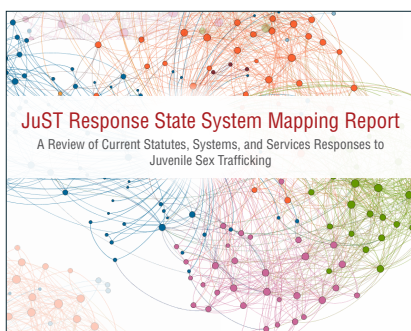 JuST Response State System Mapping Report
A Review of Current Statutes, Systems, and Services Responses to
Juvenile Sex Trafficking